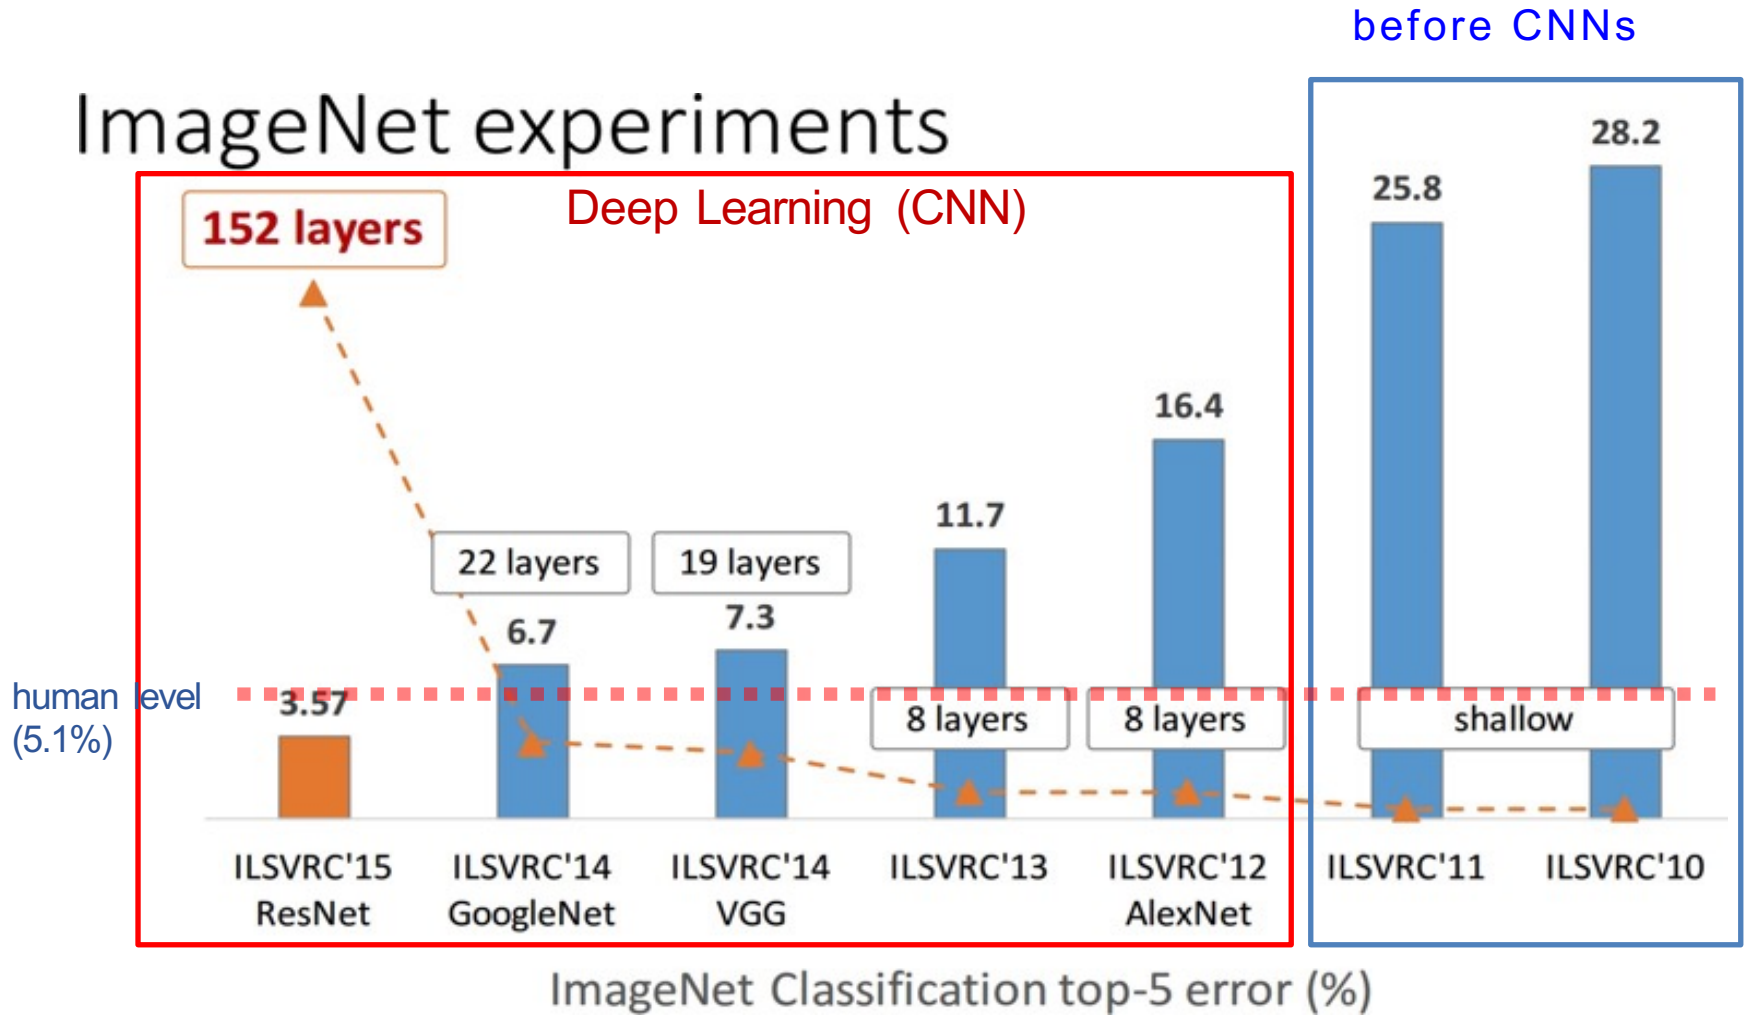 before CNNs
ImageNet experiments
Deep Learning (CNN)
152 layers
28.2
25.8
16.4
11.7
22 layers
19 layers
6.7
7.3
human level
(5.1%)
3.57
8 layers
8 layers
shallow
ILSVRC'15
ResNet
ILSVRC'14
GoogleNet
ILSVRC'14
VGG
ILSVRC'13
ILSVRC'12
AlexNet
ILSVRC'11
ILSVRC'10
ImageNet Classification top-5 error (%)